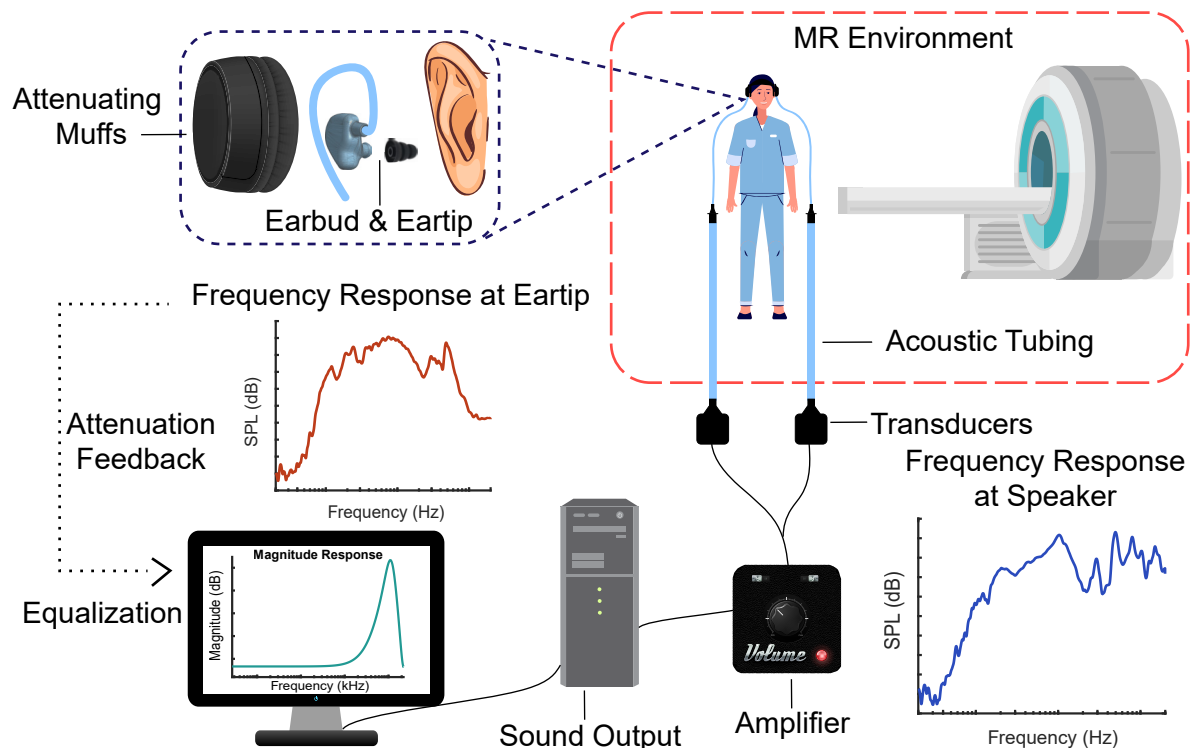 MR Environment
Attenuating
Muffs
Earbud & Eartip
Frequency Response at Eartip
SPL (dB)
Frequency (Hz)
Acoustic Tubing
Transducers
Attenuation
Feedback
Frequency Response
at Speaker
SPL (dB)
Frequency (Hz)
Equalization
Magnitude Response
Magnitude (dB)
Frequency (kHz)
Volume
Sound Output
Amplifier